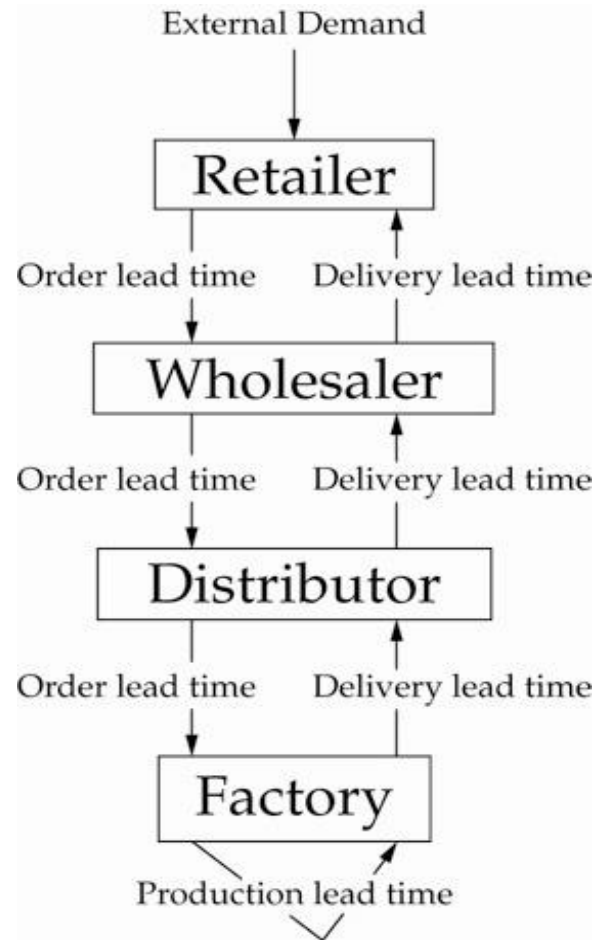 External Demand
Retailer
Order lead time Delivery lead time
Wholesaler
Order lead time Delivery lead time
Distributor
Order lead time Delivery lead time
Factory
Production lead time